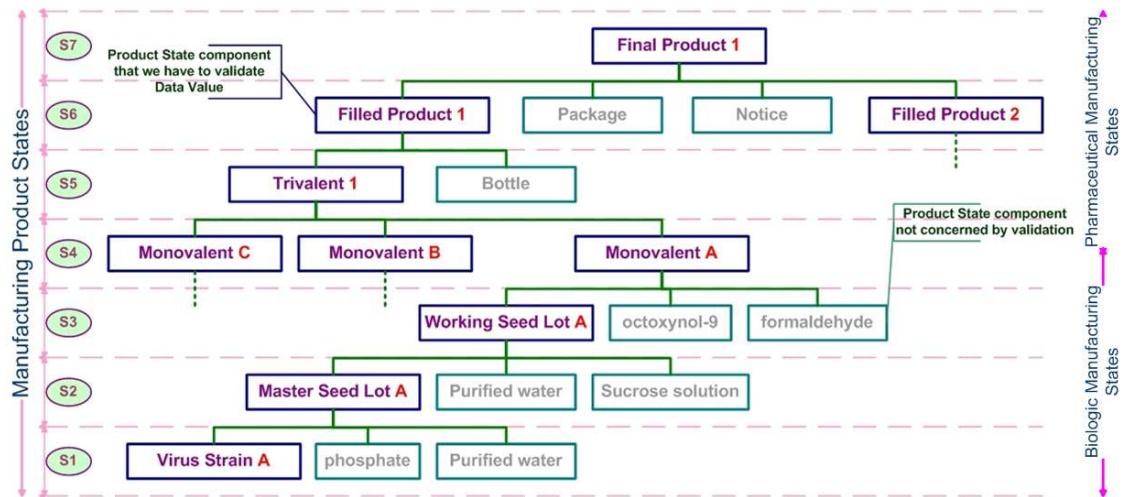 S7
Final Product 1
Product State component
that we have to validate
Data Value
S6
Filled Product 1
Package
Notice
Filled Product 2
S5
Trivalent 1
Bottle
Product State component
not concerned by validation
S4
Monovalent C
Monovalent B
Monovalent A
S3
Working Seed Lot A
octoxynol-9
formaldehyde
S2
Master Seed Lot A
Purified water
Sucrose solution
S1
Virus Strain A
phosphate
Purified water
Manufacturing Product States
Pharmaceutical Manufacturing
States
Biologic Manufacturing
States